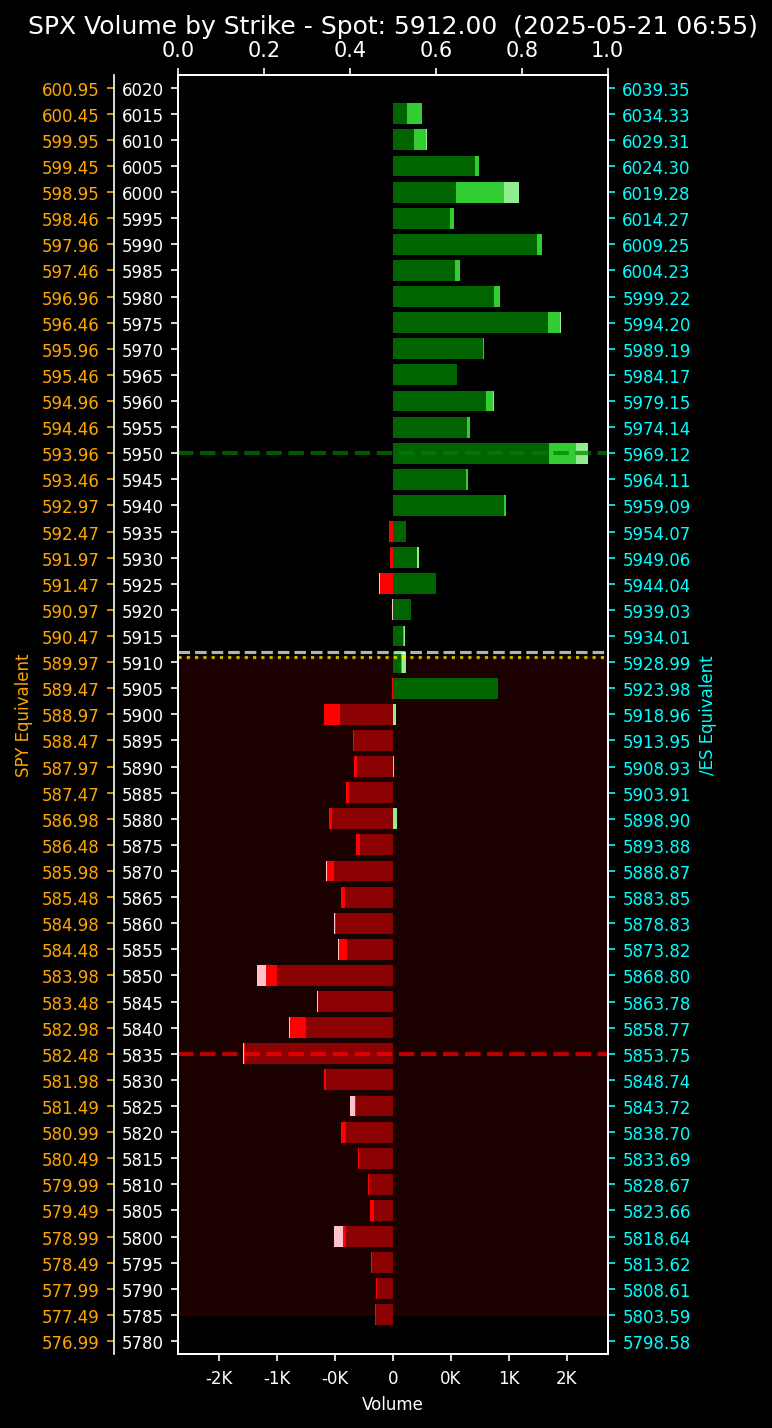 SPX Volume by Strike - Spot: 5912.00  (2025-05-21 06:55)
0.0 0.2 0.4 0.6 0.8 1.0
600.95 6020 6039.35
600.45 6015 6034.33
599.95 6010 6029.31
599.45 6005 6024.30
598.95 6000 6019.28
598.46 5995 6014.27
597.96 5990 6009.25
597.46 5985 6004.23
596.96 5980 5999.22
596.46 5975 5994.20
595.96 5970 5989.19
595.46 5965 5984.17
594.96 5960 5979.15
594.46 5955 5974.14
593.96 5950 5969.12
593.46 5945 5964.11
592.97 5940 5959.09
592.47 5935 5954.07
591.97 5930 5949.06
591.47 5925 5944.04
590.97 5920 5939.03
590.47 5915 5934.01
589.97 5910 5928.99
589.47 5905 5923.98
588.97 5900 5918.96
588.47 5895 5913.95
587.97 5890 5908.93
587.47 5885 5903.91
586.98 5880 5898.90
586.48 5875 5893.88
585.98 5870 5888.87
585.48 5865 5883.85
584.98 5860 5878.83
584.48 5855 5873.82
583.98 5850 5868.80
583.48 5845 5863.78
582.98 5840 5858.77
582.48 5835 5853.75
581.98 5830 5848.74
581.49 5825 5843.72
580.99 5820 5838.70
580.49 5815 5833.69
579.99 5810 5828.67
579.49 5805 5823.66
578.99 5800 5818.64
578.49 5795 5813.62
577.99 5790 5808.61
577.49 5785 5803.59
576.99 5780 5798.58
SPY Equivalent
/ES Equivalent
-2K -1K -0K 0 0K 1K 2K
Volume